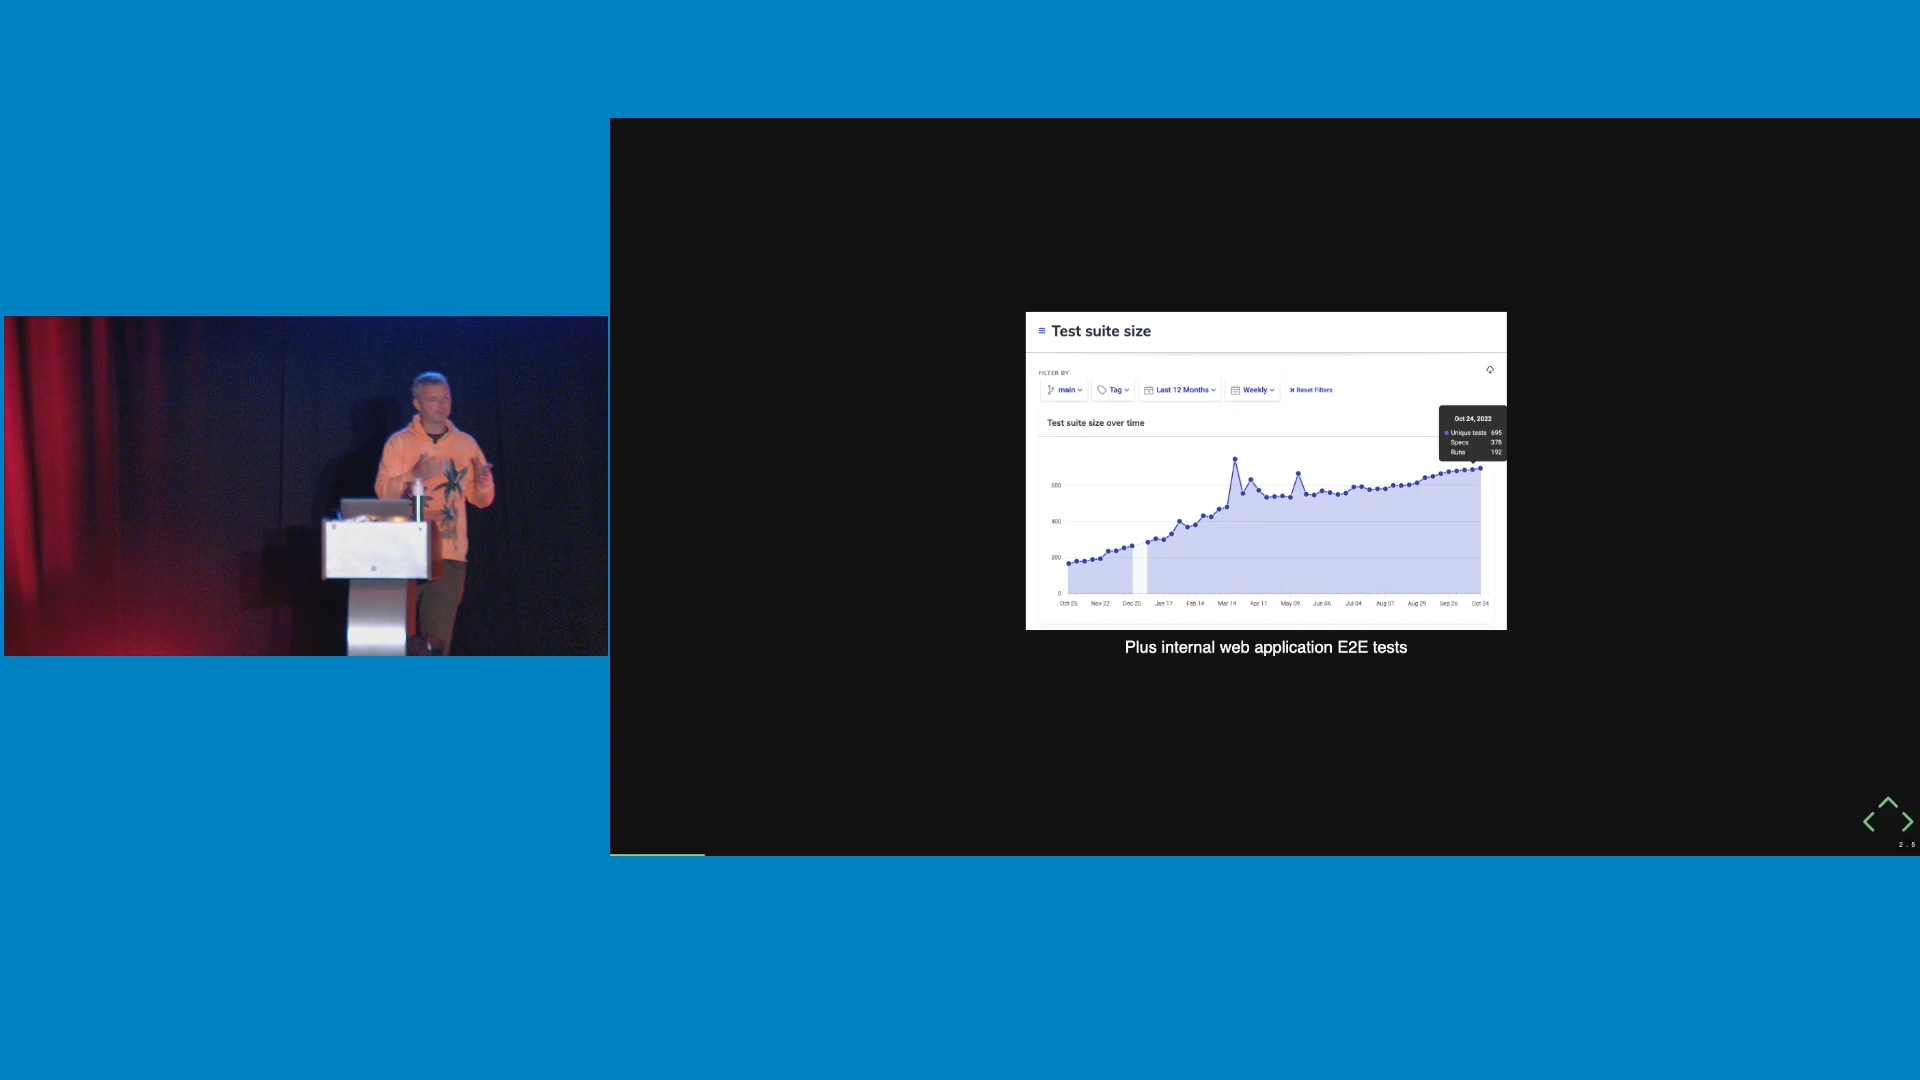 Test suite size
FILTER BY
main
Tag
Last 12 Months
Weekly
Reset Filters
Test suite size over time
Oct 24, 2022
Unique tests 695
Specs 378
Runs 192
600
400
200
0
Oct 25 Nov 22 Dec 20 Jan 17 Feb 14 Mar 14 Apr 11 May 09 Jun 06 Jul 04 Aug 01 Aug 29 Sep 26 Oct 24
Plus internal web application E2E tests
2 . 5